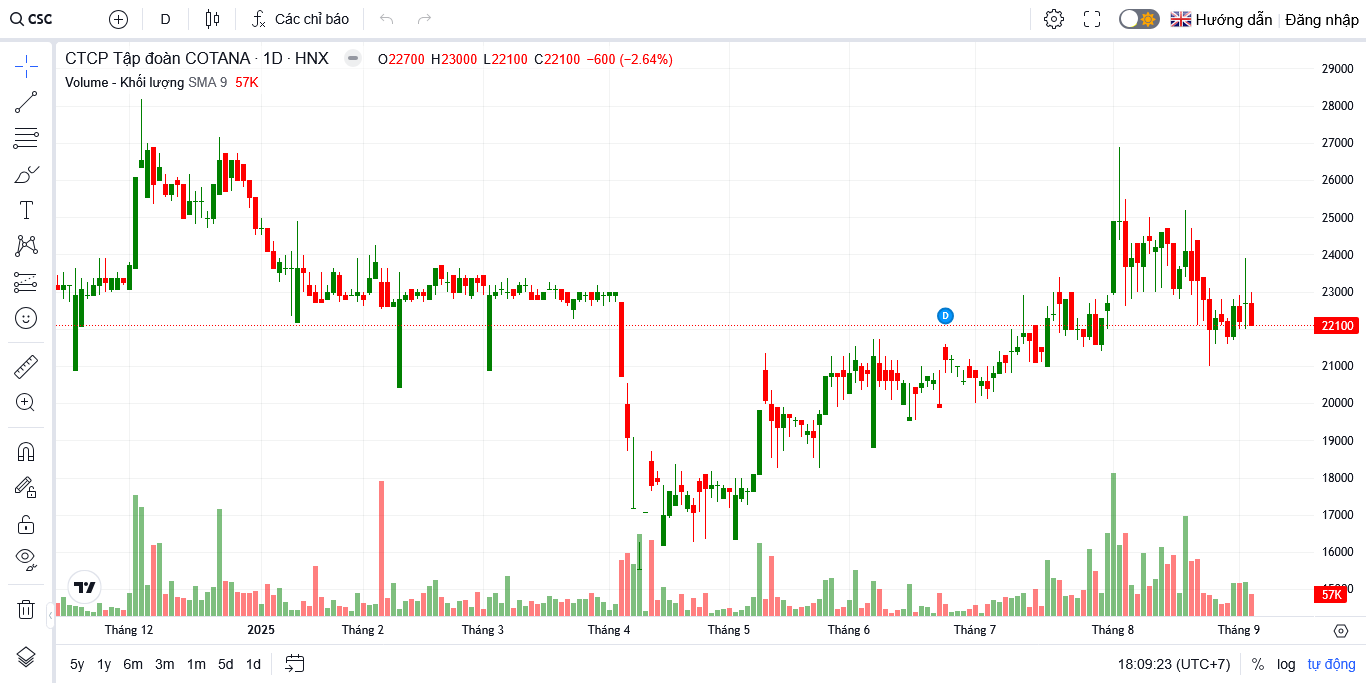 CSC D Các chỉ báo Hướng dẫn Đăng nhập
CTCP Tập đoàn COTANA · 1D · HNX O22700 H23000 L22100 C22100 −600 (−2.64%)
Volume - Khối lượng SMA 9 57K
29000
28000
27000
26000
25000
24000
23000
22100
21000
20000
19000
18000
17000
16000
57K
D
Tháng 12 2025 Tháng 2 Tháng 3 Tháng 4 Tháng 5 Tháng 6 Tháng 7 Tháng 8 Tháng 9
5y 1y 6m 3m 1m 5d 1d 18:09:23 (UTC+7) % log tự động